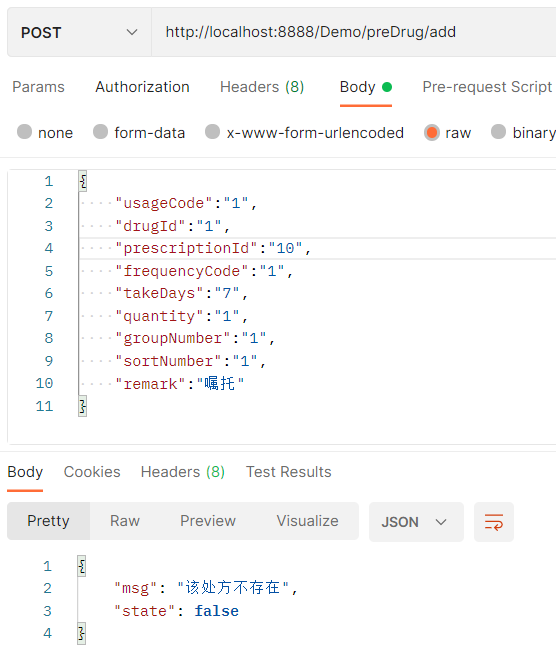 POST http://localhost:8888/Demo/preDrug/add
Params Authorization Headers (8) Body Pre-request Script
none form-data x-www-form-urlencoded raw binary
1 {
2 "usageCode":"1",
3 "drugId":"1",
4 "prescriptionId":"10",
5 "frequencyCode":"1",
6 "takeDays":"7",
7 "quantity":"1",
8 "groupNumber":"1",
9 "sortNumber":"1",
10 "remark":"嘱托"
11 }
Body Cookies Headers (8) Test Results
Pretty Raw Preview Visualize JSON
1 {
2 "msg": "该处方不存在",
3 "state": false
4 }